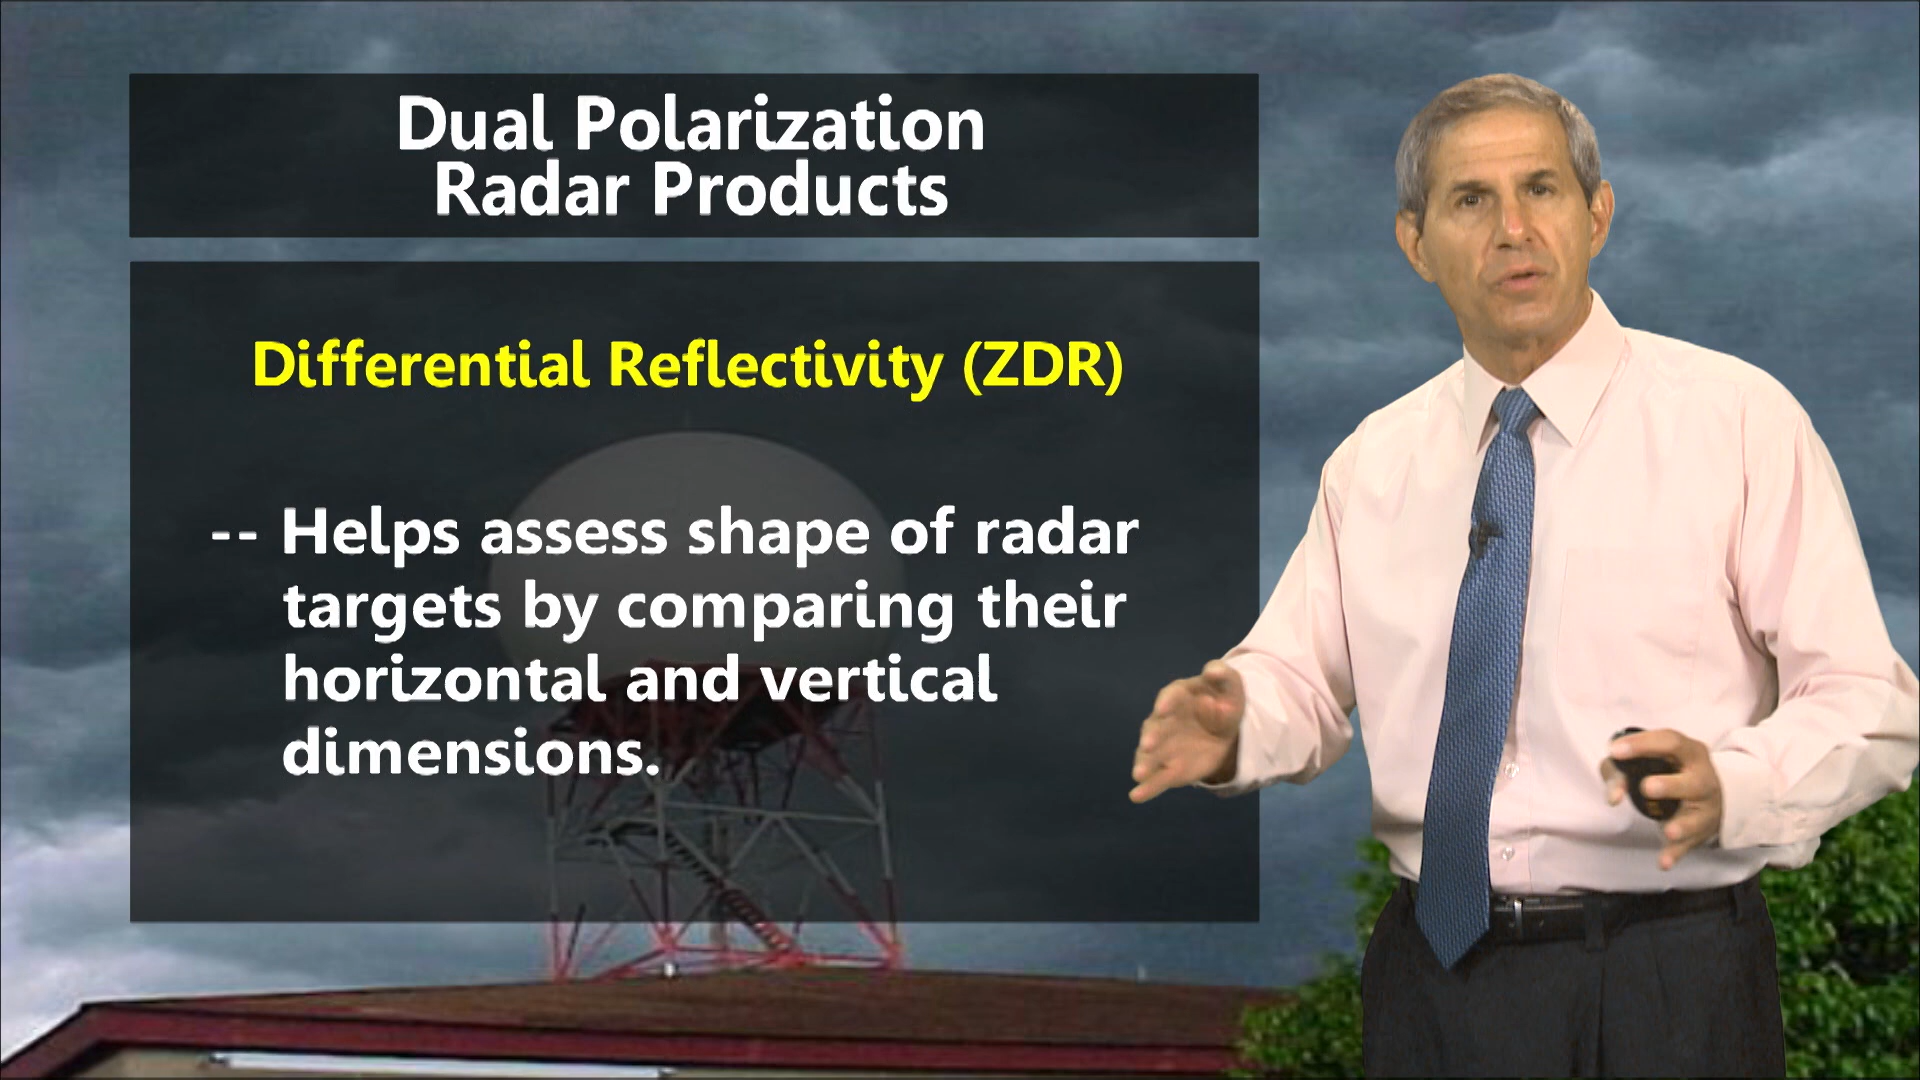 Dual Polarization
Radar Products
Differential Reflectivity (ZDR)
-- Helps assess shape of radar
targets by comparing their
horizontal and vertical
dimensions.